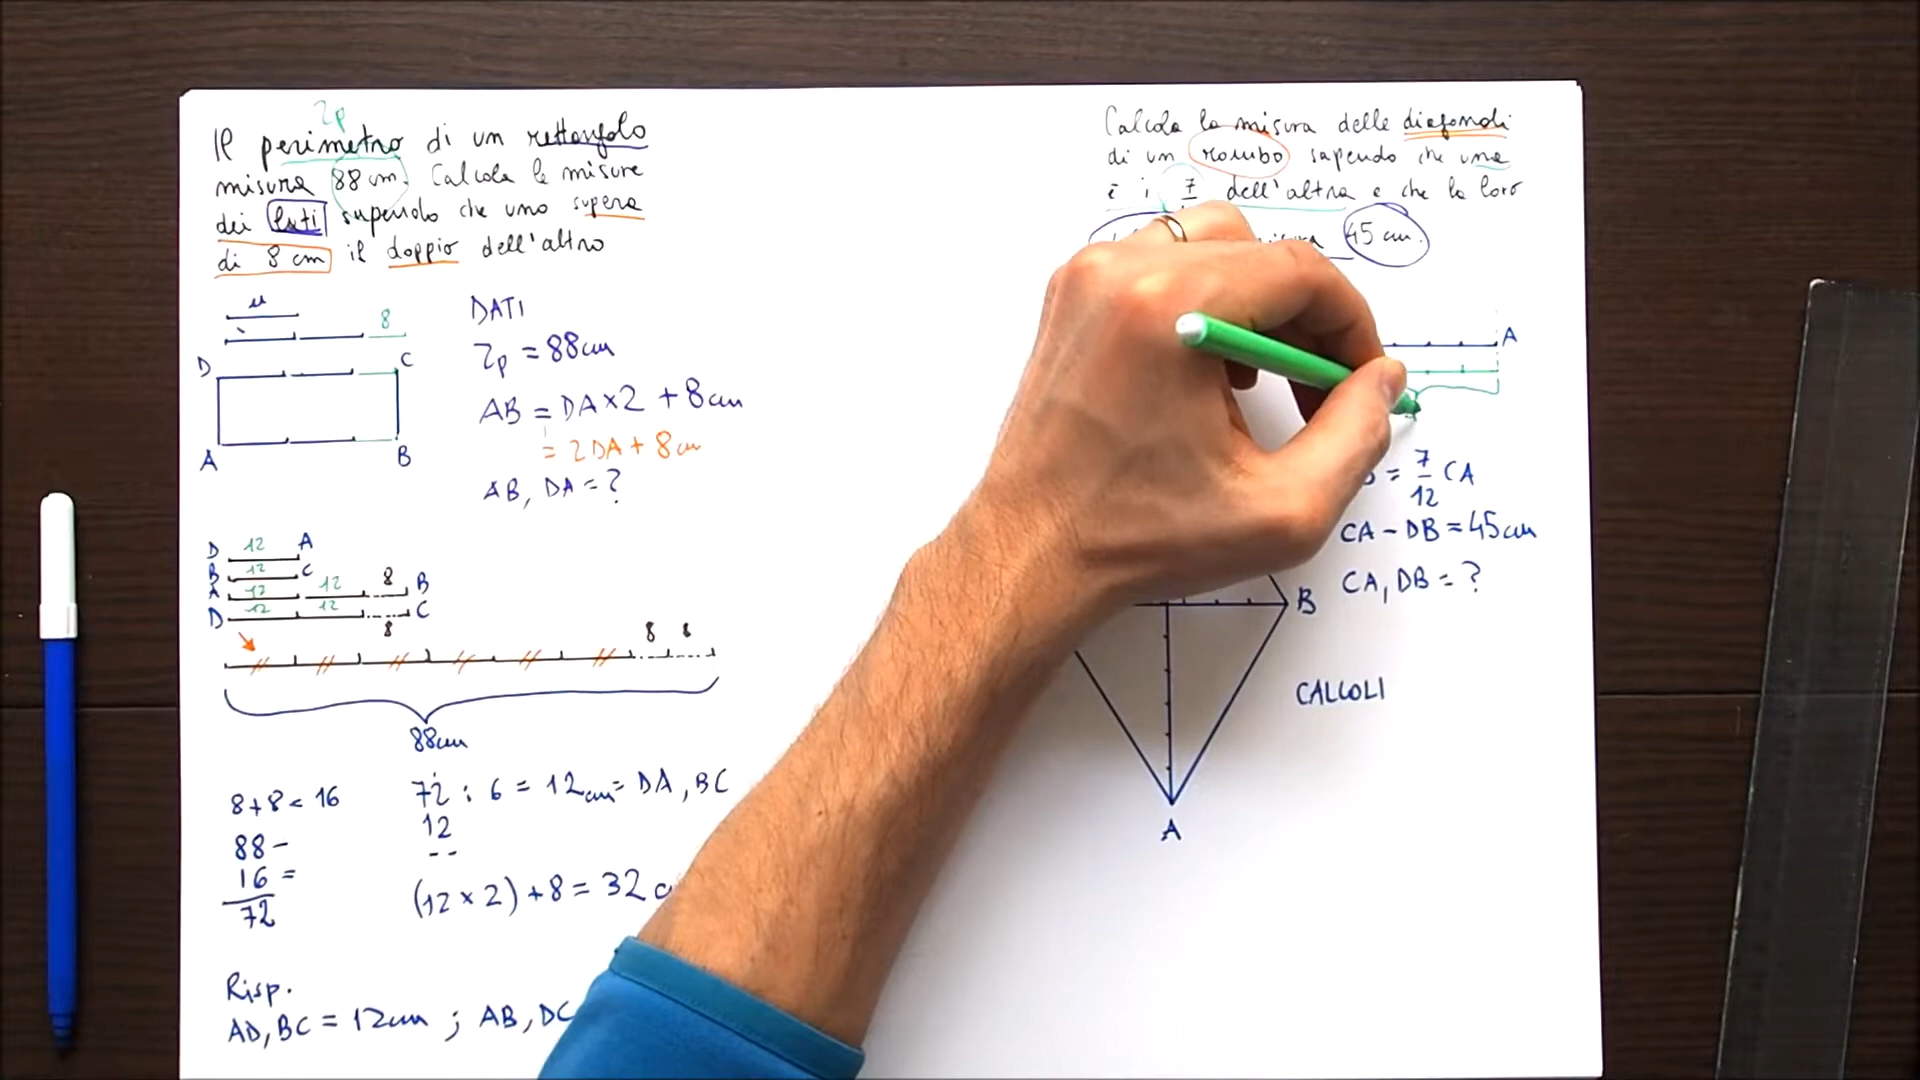 2p
Il perimetro di un rettangolo
misura 88 cm. Calcola le misure
dei lati sapendo che uno supera
di 8 cm il doppio dell'altro
u
8
D C
A B
DATI
2p = 88cm
AB = DA×2 + 8cm
= 2DA + 8cm
AB, DA = ?
D 12 A
B 12 C
A 12 12 8 B
D 12 12 C
8
8 8
88cm
8+8 = 16
88 -
16 =
72
72 : 6 = 12cm = DA, BC
12
--
(12 × 2) + 8 = 32 c
Risp.
AD, BC = 12cm ; AB, DC
Calcola la misura delle diagonali
di un rombo sapendo che una
è i 7 dell'altra e che la loro
45 cm.
A
= 7/12 CA
CA - DB = 45cm
CA, DB = ?
B
CALCOLI
A